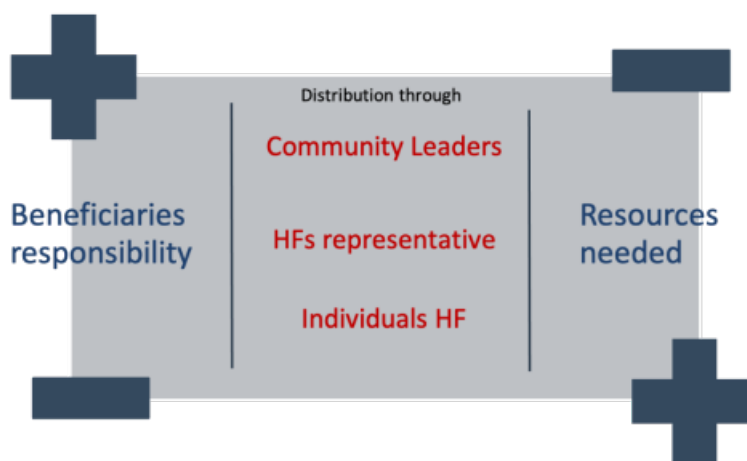 Distribution through
Community Leaders
Beneficiaries
responsibility
HFs representative
Individuals HF
Resources
needed